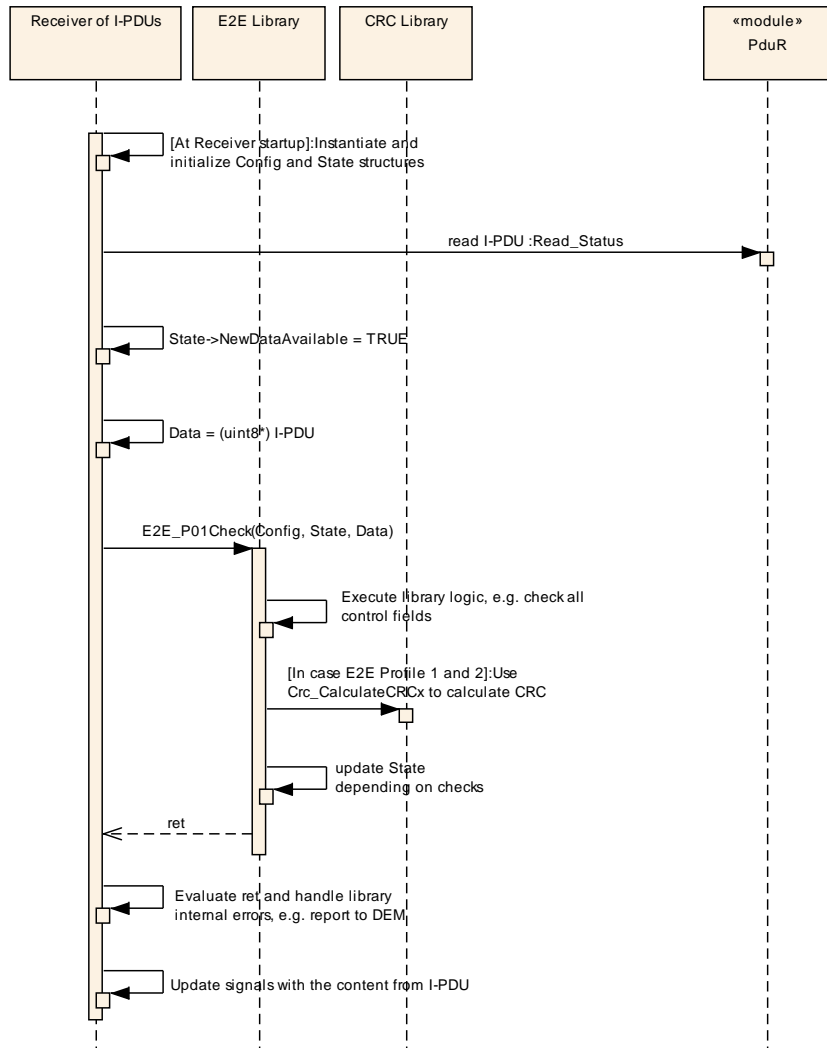 Receiver of I-PDUs
E2E Library
CRC Library
«module»
PduR
[At Receiver startup]:Instantiate and
initialize Config and State structures
read I-PDU :Read_Status
State->NewDataAvailable = TRUE
Data = (uint8*) I-PDU
E2E_P01Check(Config, State, Data)
Execute library logic, e.g. check all
control fields
[In case E2E Profile 1 and 2]:Use
Crc_CalculateCRCx to calculate CRC
update State
depending on checks
ret
Evaluate ret and handle library
internal errors, e.g. report to DEM
Update signals with the content from I-PDU